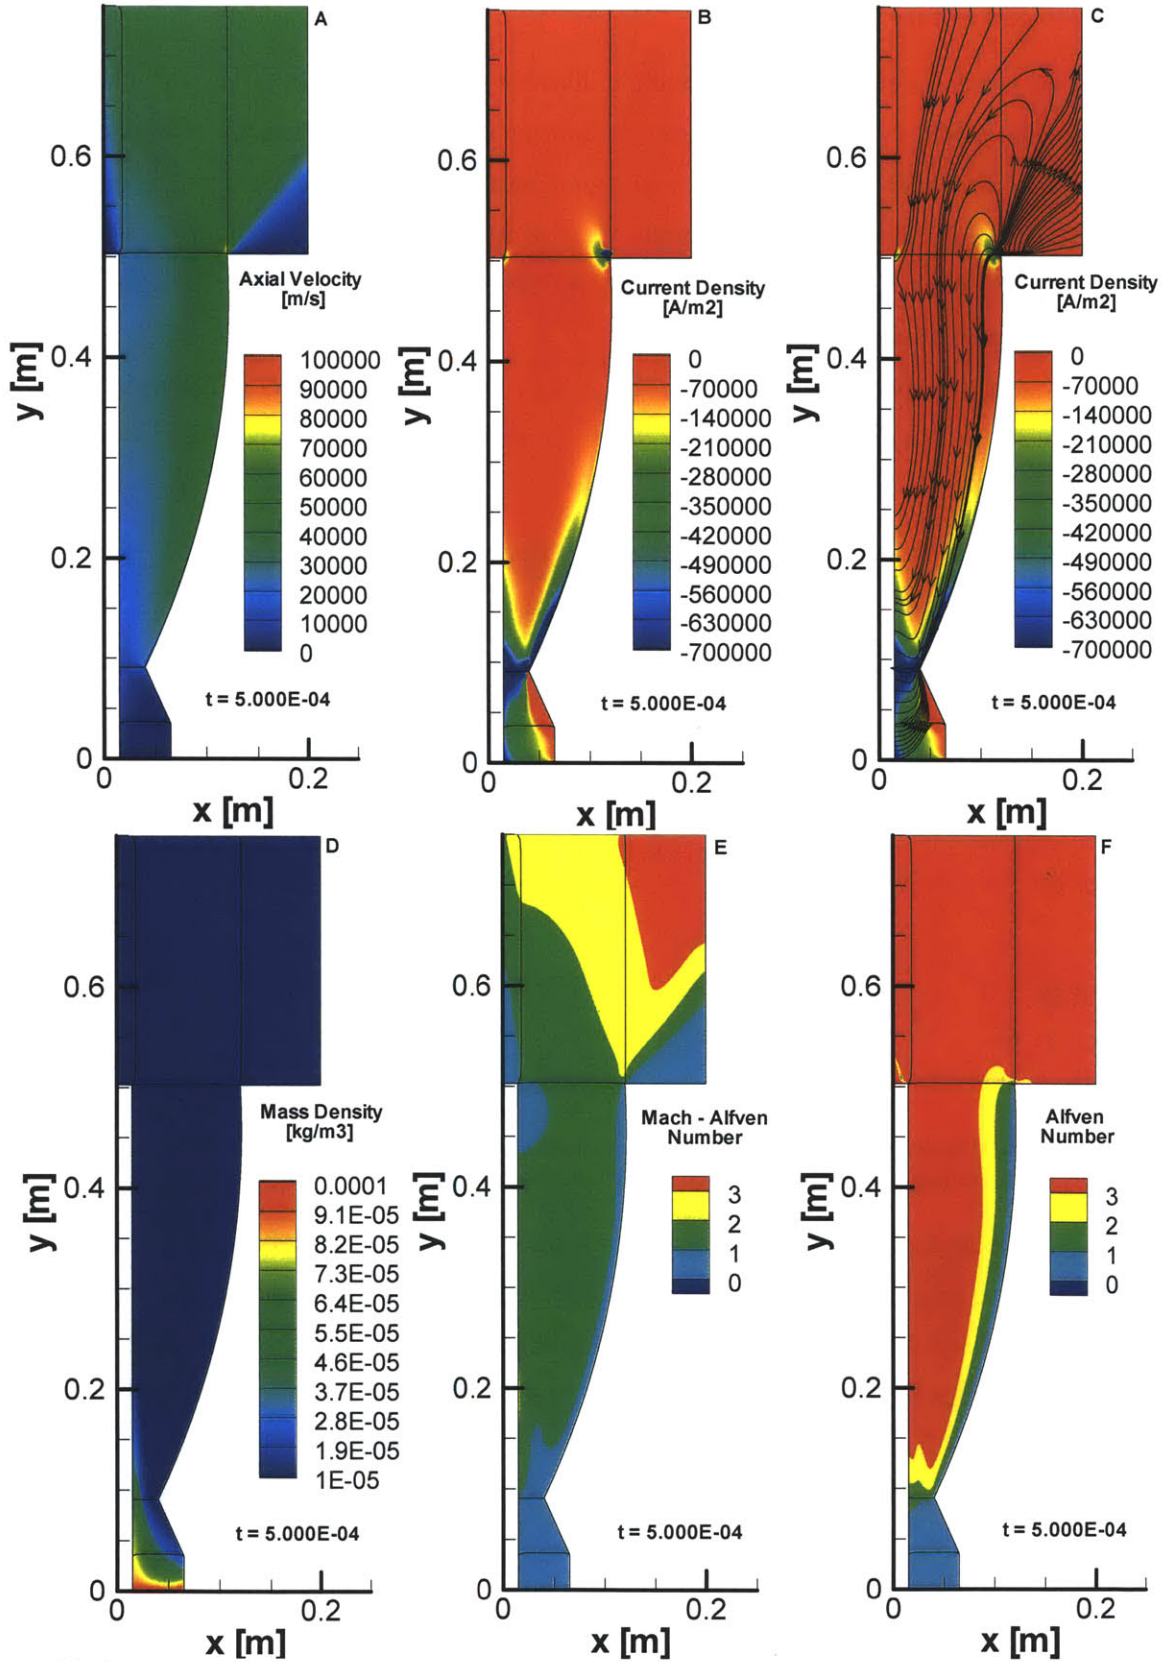 A
0.6
Axial Velocity
[m/s]
y [m]
0.4
100000
90000
80000
70000
60000
50000
40000
30000
20000
10000
0
0.2
t = 5.000E-04
0
0
0.2
x [m]
B
0.6
Current Density
[A/m2]
y [m]
0.4
0
-70000
-140000
-210000
-280000
-350000
-420000
-490000
-560000
-630000
-700000
0.2
t = 5.000E-04
0
0
0.2
x [m]
C
0.6
Current Density
[A/m2]
y [m]
0.4
0
-70000
-140000
-210000
-280000
-350000
-420000
-490000
-560000
-630000
-700000
0.2
t = 5.000E-04
0
0
0.2
x [m]
D
0.6
Mass Density
[kg/m3]
y [m]
0.4
0.0001
9.1E-05
8.2E-05
7.3E-05
6.4E-05
5.5E-05
4.6E-05
3.7E-05
2.8E-05
1.9E-05
1E-05
0.2
t = 5.000E-04
0
0
0.2
x [m]
E
0.6
Mach - Alfven
Number
y [m]
0.4
3
2
1
0
0.2
t = 5.000E-04
0
0
0.2
x [m]
F
0.6
Alfven
Number
y [m]
0.4
3
2
1
0
0.2
t = 5.000E-04
0
0
0.2
x [m]